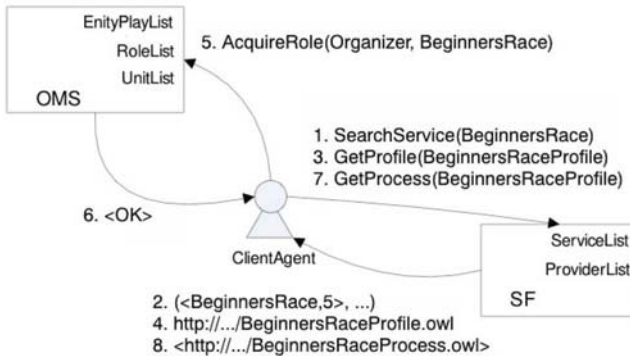 EnityPlayList
RoleList
UnitList
OMS
5. AcquireRole(Organizer, BeginnersRace)
1. SearchService(BeginnersRace)
3. GetProfile(BeginnersRaceProfile)
7. GetProcess(BeginnersRaceProfile)
6. <OK>
ClientAgent
ServiceList
ProviderList
SF
2. (<BeginnersRace,5>, ...)
4. http://.../BeginnersRaceProfile.owl
8. <http://.../BeginnersRaceProcess.owl>